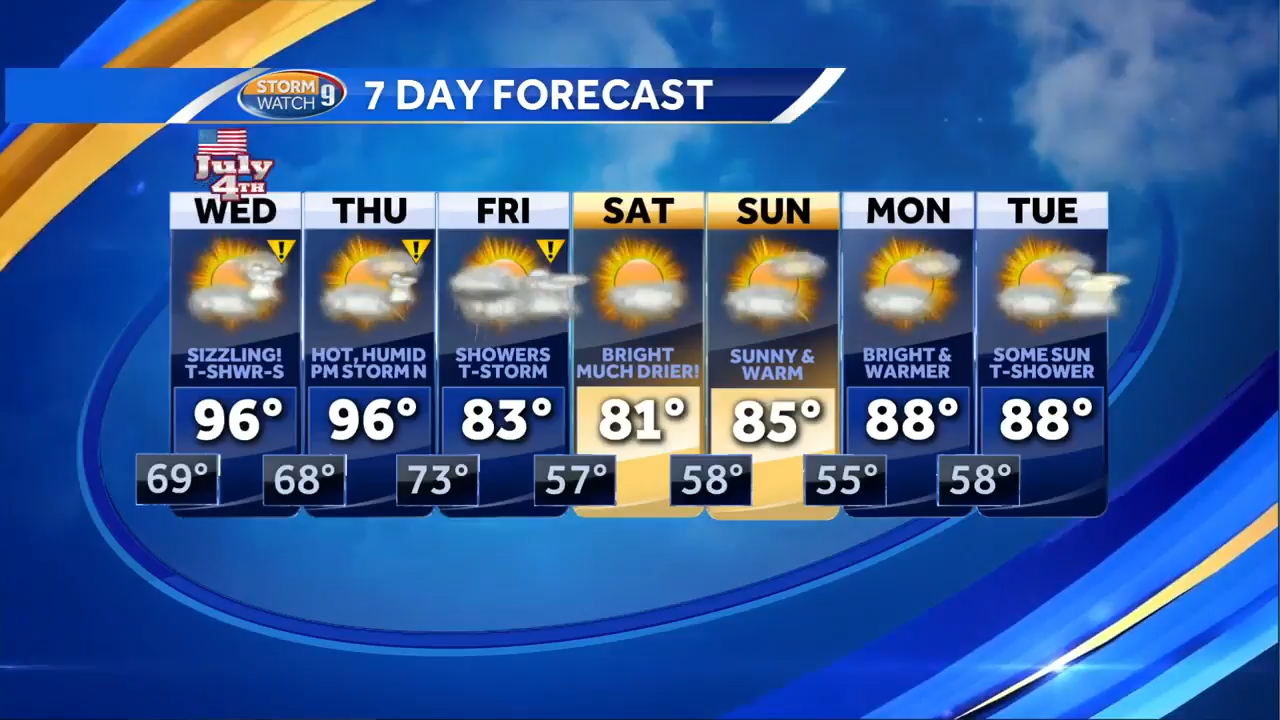 STORM
WATCH 9
7 DAY FORECAST
July
4TH
WED
THU
FRI
SAT
SUN
MON
TUE
!
!
!
SIZZLING!
T-SHWR-S
HOT, HUMID
PM STORM N
SHOWERS
T-STORM
BRIGHT
MUCH DRIER!
SUNNY &
WARM
BRIGHT &
WARMER
SOME SUN
T-SHOWER
96°
96°
83°
81°
85°
88°
88°
69°
68°
73°
57°
58°
55°
58°